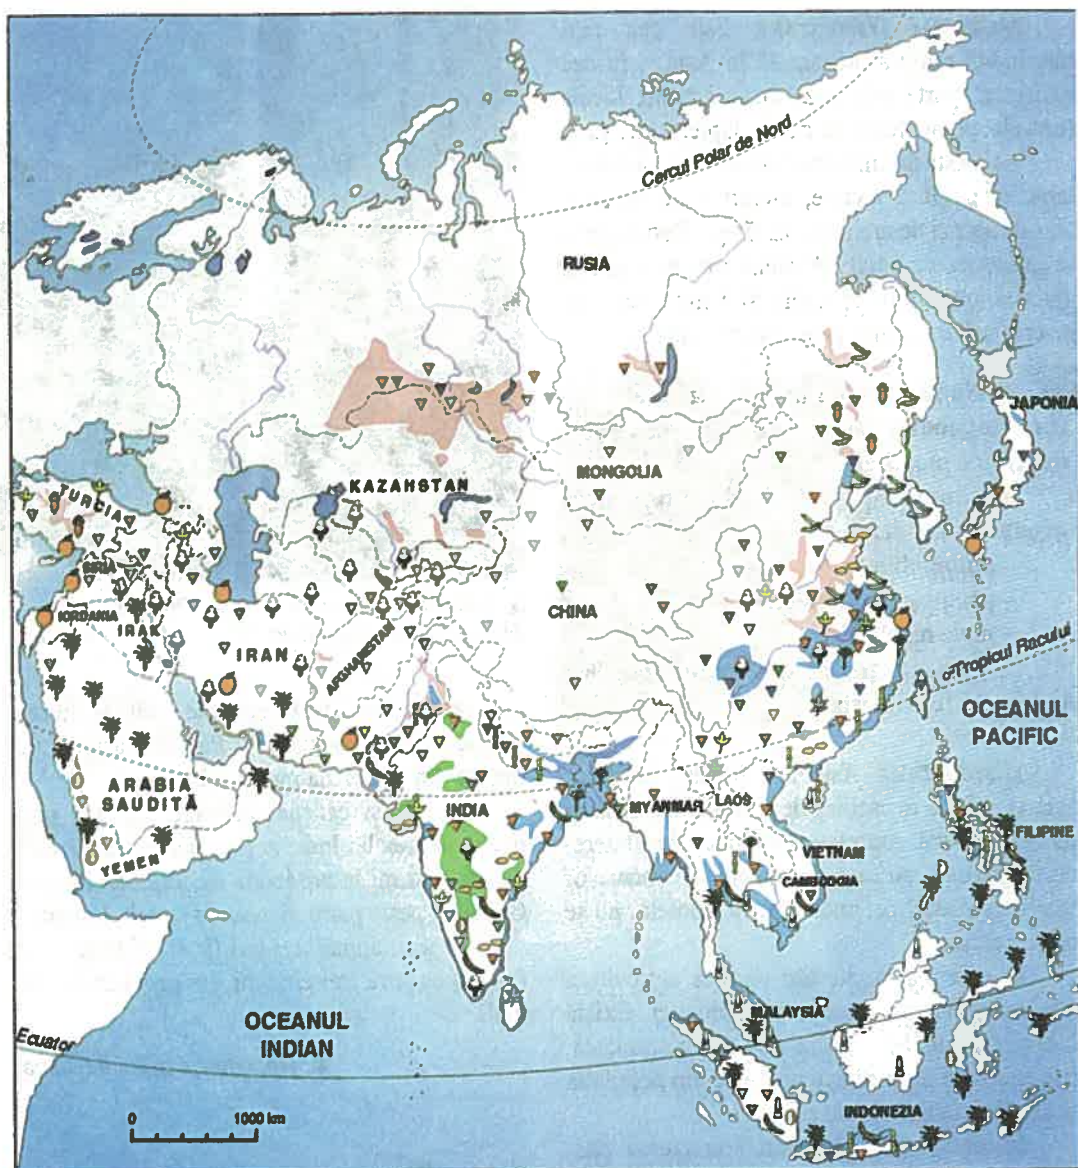 Cercul Polar de Nord
RUSIA
JAPONIA
MONGOLIA
KAZAHSTAN
TURCIA
SIRIA
IORDANIA
IRAK
IRAN
AFGHANISTAN
CHINA
Tropicul Racului
OCEANUL
PACIFIC
ARABIA
SAUDITĂ
INDIA
MYANMAR
LAOS
YEMEN
VIETNAM
FILIPINE
CAMBODGIA
OCEANUL
INDIAN
MALAYSIA
Ecuator
INDONEZIA
0 1000 km